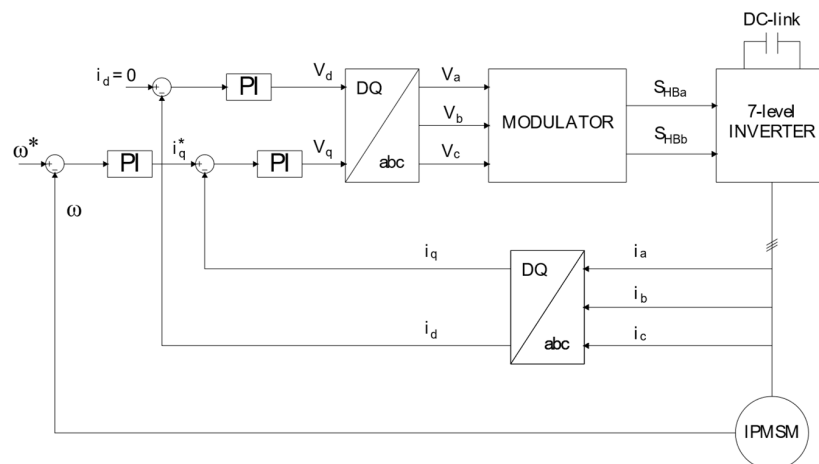 DC-link
i_d = 0
PI
V_d
DQ
abc
V_a
V_b
V_c
MODULATOR
S_HBa
S_HBb
7-level
INVERTER
ω*
PI
i_q^*
PI
V_q
ω
i_q
i_d
DQ
abc
i_a
i_b
i_c
IPMSM